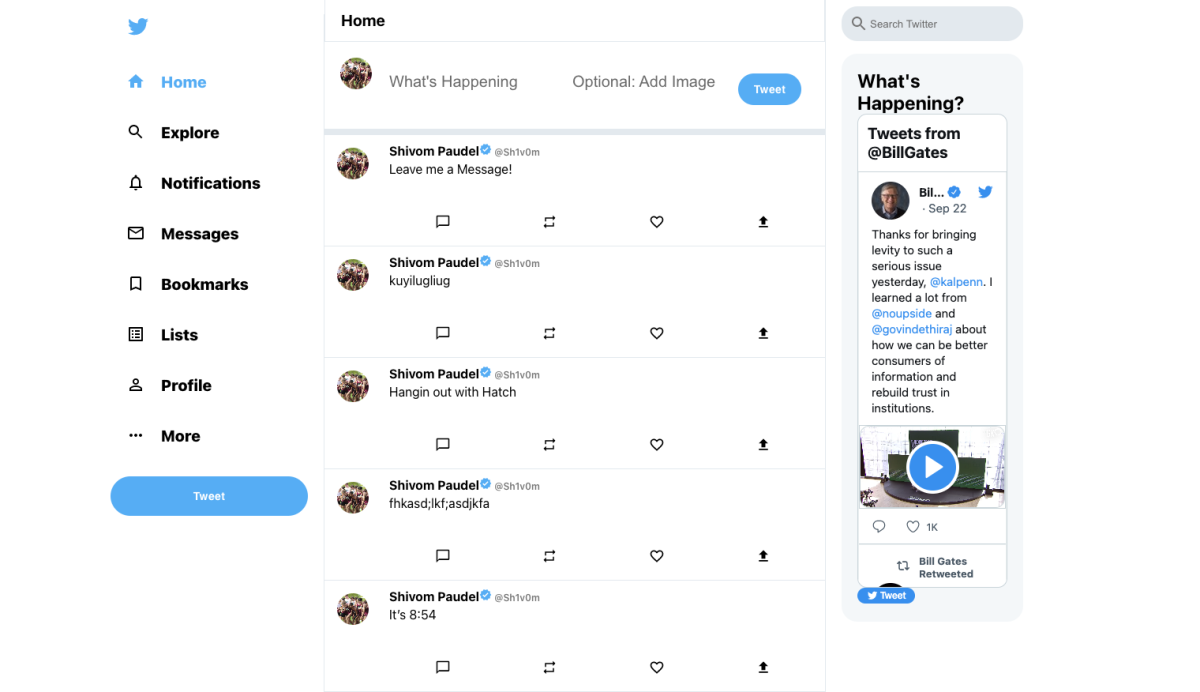 Home
Explore
Notifications
Messages
Bookmarks
Lists
Profile
More
Tweet
Home
What's Happening
Optional: Add Image
Tweet
Shivom Paudel @Sh1v0m
Leave me a Message!
Shivom Paudel @Sh1v0m
kuyilugliug
Shivom Paudel @Sh1v0m
Hangin out with Hatch
Shivom Paudel @Sh1v0m
fhkasd;lkf;asdjkfa
Shivom Paudel @Sh1v0m
It's 8:54
Search Twitter
What's
Happening?
Tweets from
@BillGates
Bil...
· Sep 22
Thanks for bringing
levity to such a
serious issue
yesterday, @kalpenn. I
learned a lot from
@noupside and
@govindethiraj about
how we can be better
consumers of
information and
rebuild trust in
institutions.
1K
Bill Gates
Retweeted
Tweet